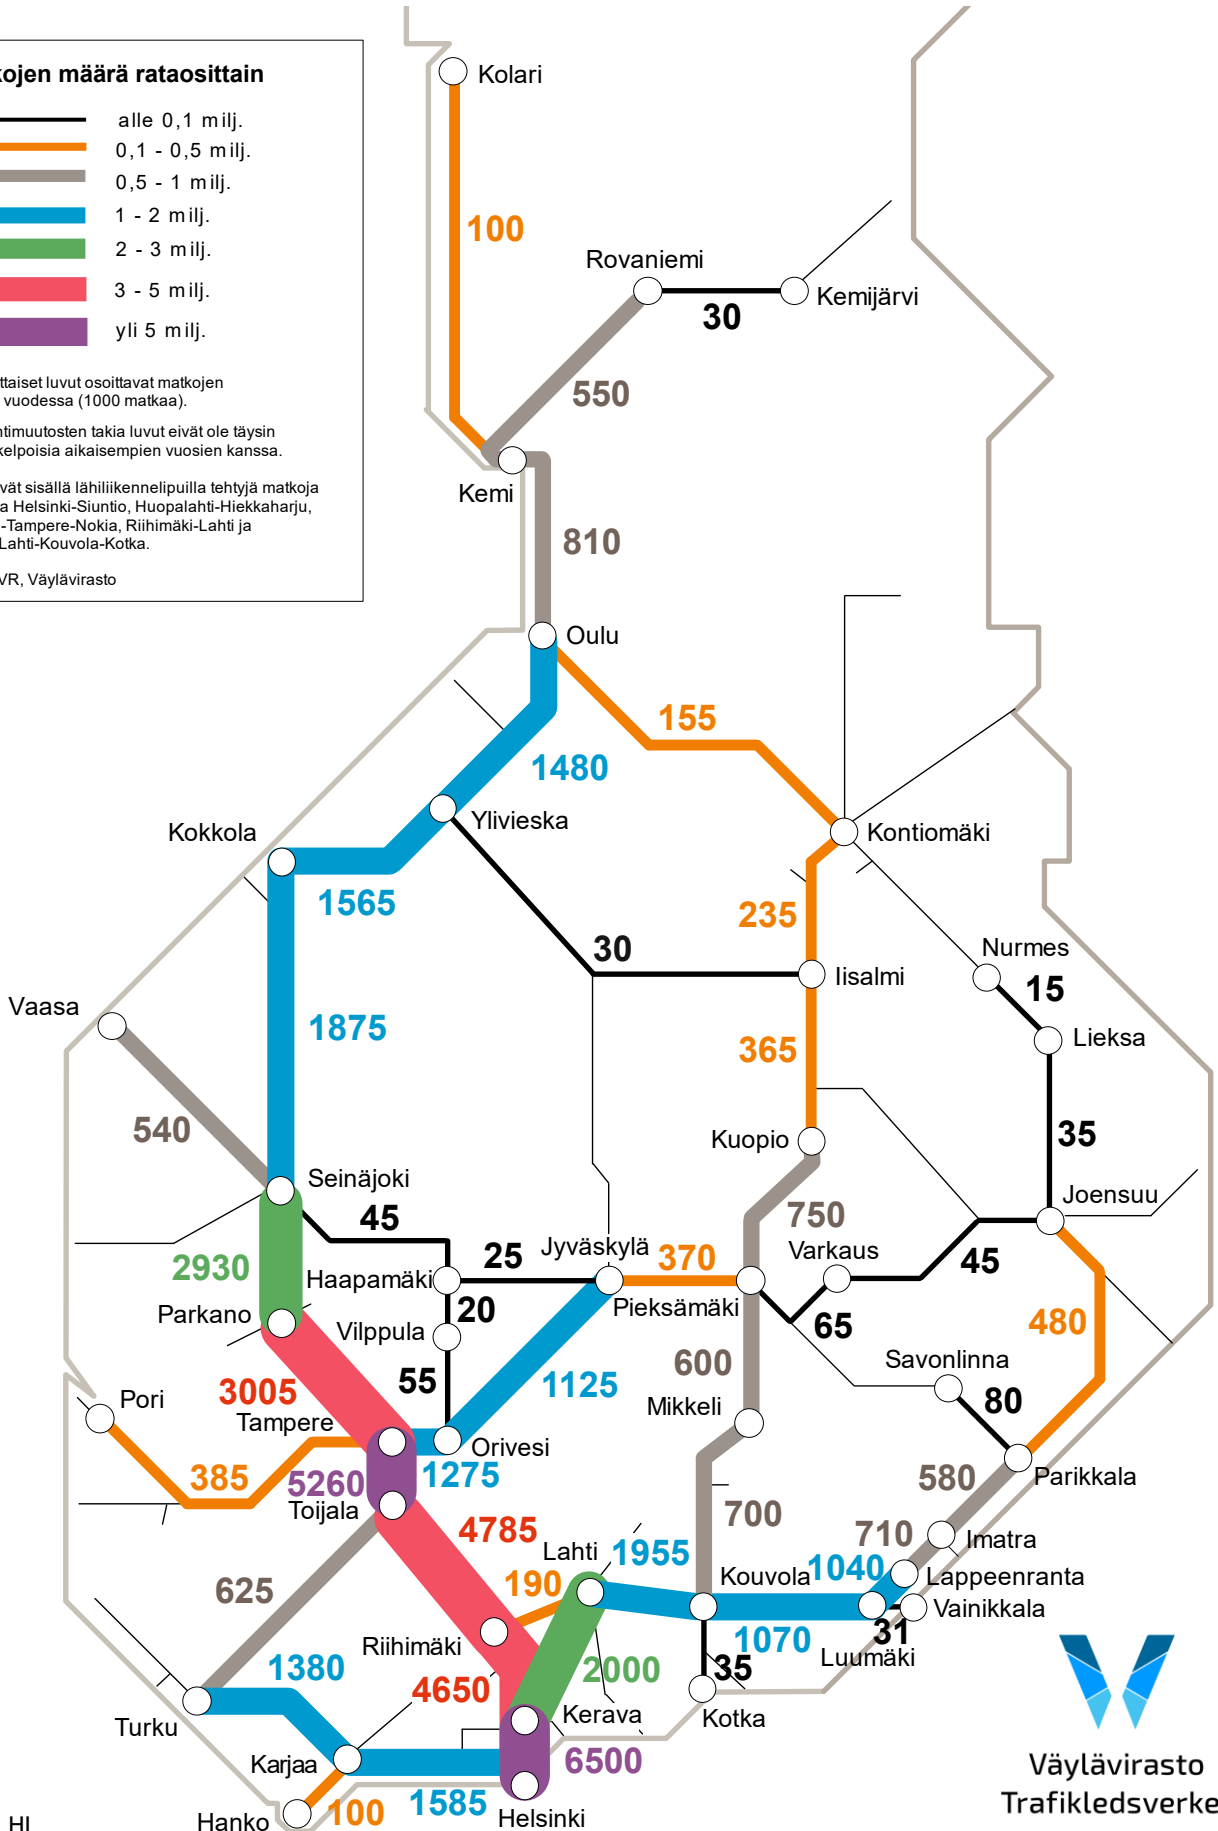 kojen määrä rataosittain
alle 0,1 milj.
0,1 - 0,5 milj.
0,5 - 1 milj.
1 - 2 milj.
2 - 3 milj.
3 - 5 milj.
yli 5 milj.
ttaiset luvut osoittavat matkojen
vuodessa (1000 matkaa).
ntimuutosten takia luvut eivät ole täysin
kelpoisia aikaisempien vuosien kanssa.
vät sisällä lähiliikennelipuilla tehtyjä matkoja
a Helsinki-Siuntio, Huopalahti-Hiekkaharju,
-Tampere-Nokia, Riihimäki-Lahti ja
Lahti-Kouvola-Kotka.
VR, Väylävirasto
Kolari
100
Rovaniemi
Kemijärvi
30
550
Kemi
810
Oulu
155
1480
Ylivieska
Kokkola
Kontiomäki
1565
235
30
Nurmes
Iisalmi
15
Vaasa
1875
Lieksa
365
540
35
Kuopio
Seinäjoki
Joensuu
45
750
Jyväskylä
Varkaus
25
370
45
2930
Haapamäki
Pieksämäki
20
Parkano
65
480
Vilppula
600
Savonlinna
55
1125
3005
80
Pori
Mikkeli
Tampere
Orivesi
385
5260
1275
580
Parikkala
Toijala
700
4785
710
Imatra
Lahti
1955
1040
Kouvola
Lappeenranta
190
625
Vainikkala
31
Riihimäki
1070
Luumäki
1380
2000
35
4650
Turku
Kerava
Kotka
Karjaa
6500
1585
Hanko
100
Helsinki
Väylävirasto
Trafikledsverke
HI